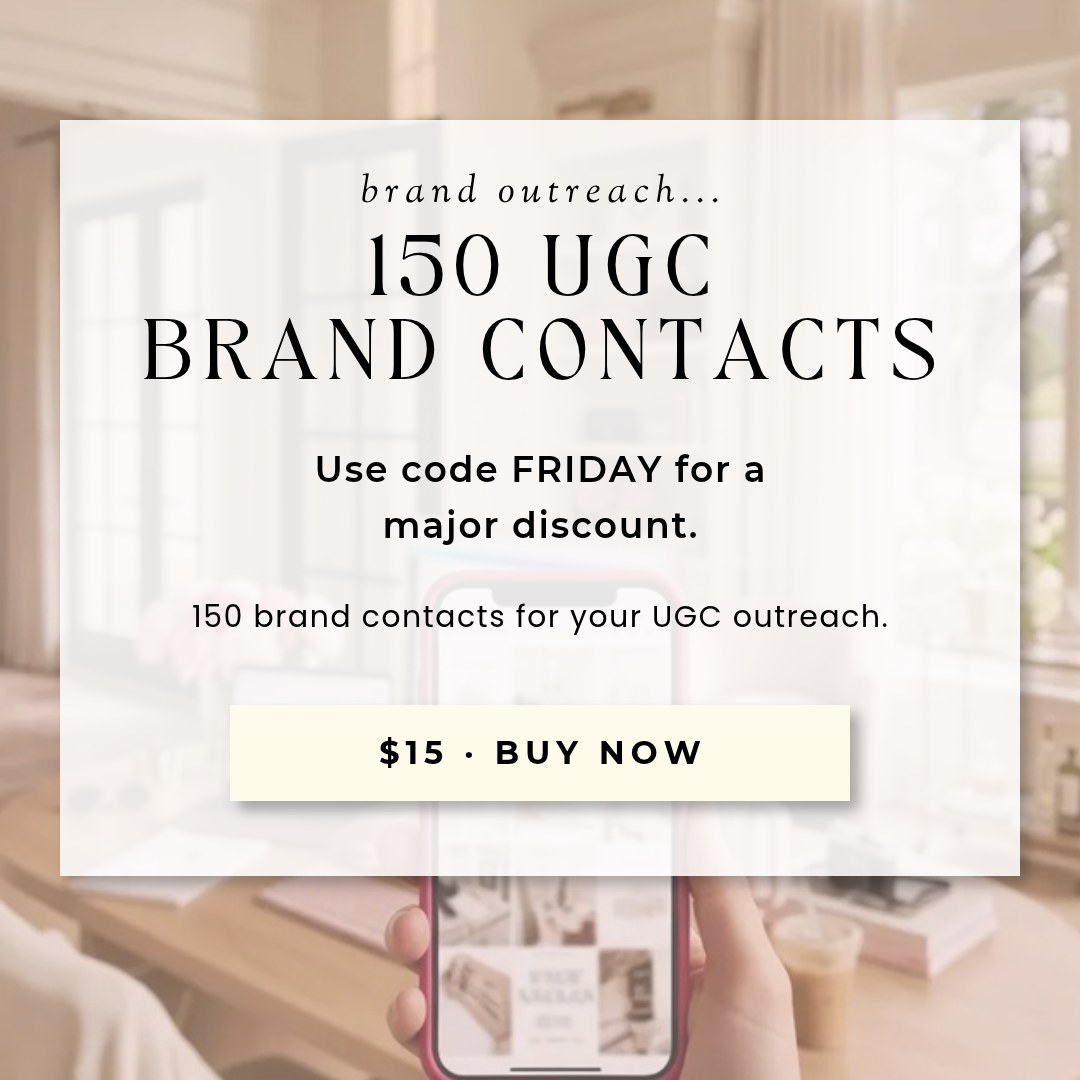 brand outreach...
150 UGC
BRAND CONTACTS
Use code FRIDAY for a
major discount.
150 brand contacts for your UGC outreach.
$15 · BUY NOW